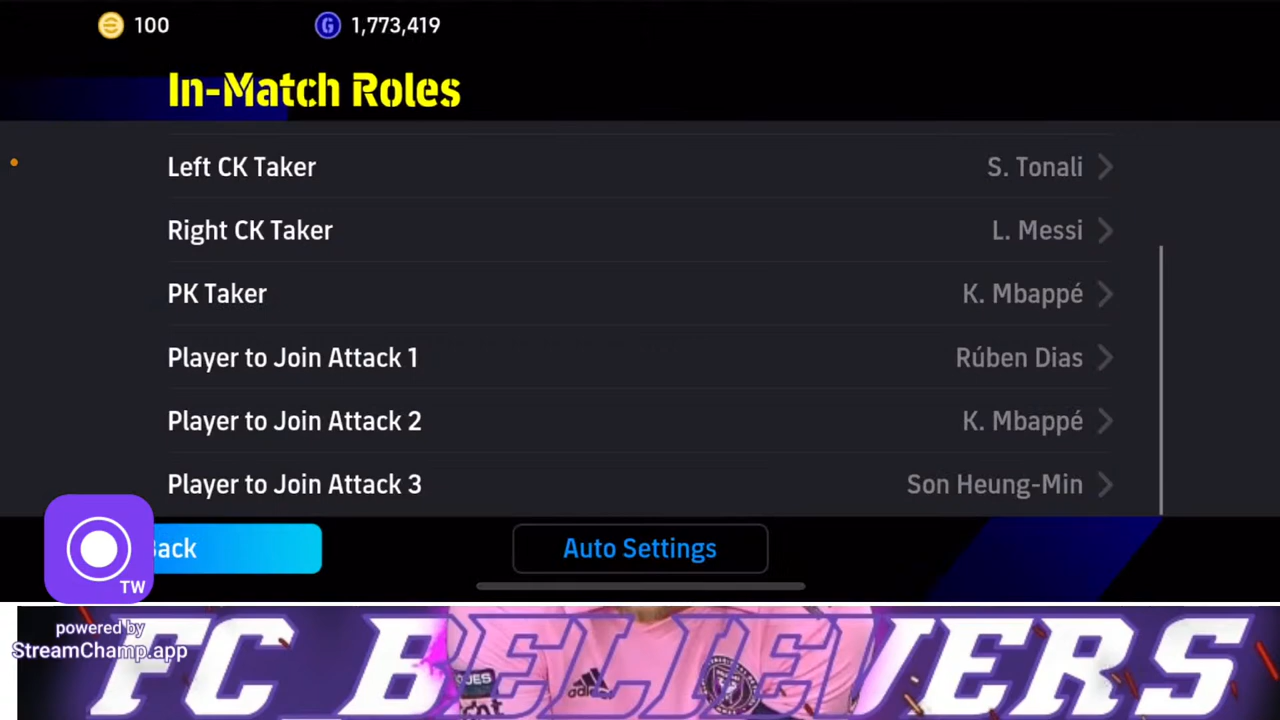 100
1,773,419
In-Match Roles
Left CK Taker S. Tonali
Right CK Taker L. Messi
PK Taker K. Mbappé
Player to Join Attack 1 Rúben Dias
Player to Join Attack 2 K. Mbappé
Player to Join Attack 3 Son Heung-Min
Back
Auto Settings
TW
powered by
StreamChamp.app
FC BELIEVERS
adidas